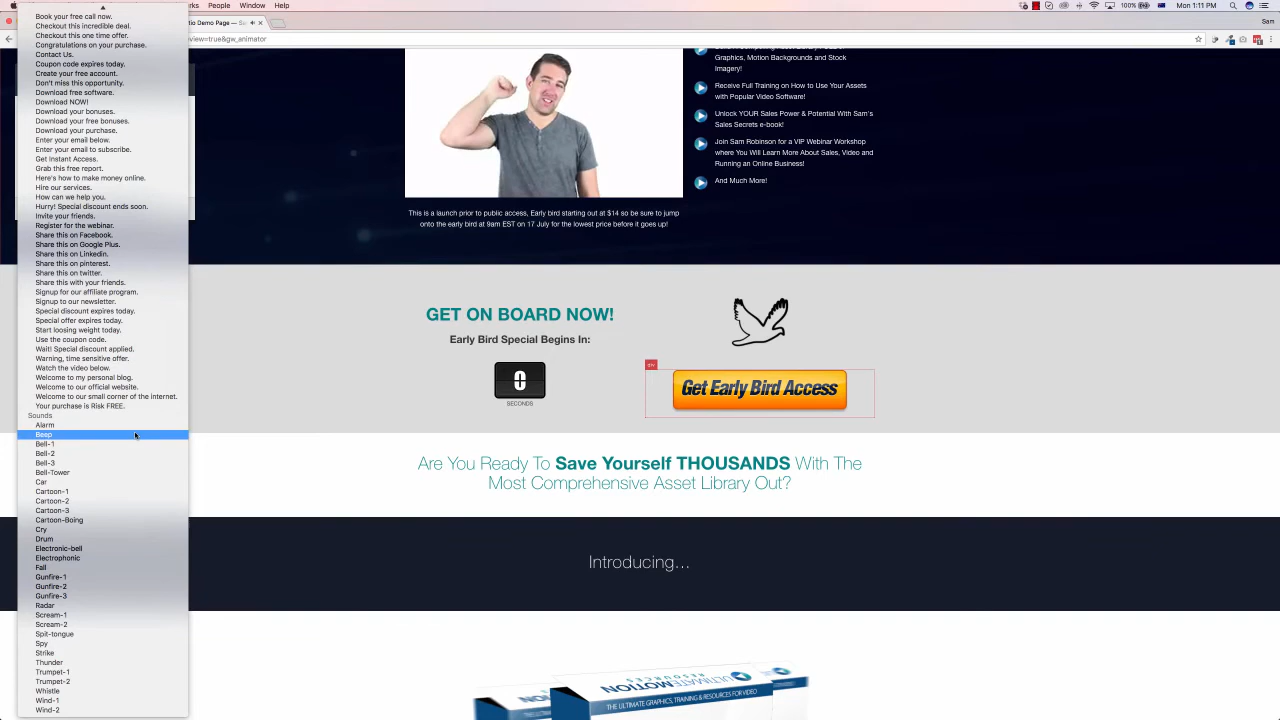 rks People Window Help
100% Mon 1:11 PM
Sam
tio Demo Page — Sa
view=true&gw_animator
Book your free call now.
Checkout this incredible deal.
Checkout this one time offer.
Congratulations on your purchase.
Contact Us.
Coupon code expires today.
Create your free account.
Don't miss this opportunity.
Download free software.
Download NOW!
Download your bonuses.
Download your free bonuses.
Download your purchase.
Enter your email below.
Enter your email to subscribe.
Get Instant Access.
Grab this free report.
Here's how to make money online.
Hire our services.
How can we help you.
Hurry! Special discount ends soon.
Invite your friends.
Register for the webinar.
Share this on Facebook.
Share this on Google Plus.
Share this on Linkedin.
Share this on pinterest.
Share this on twitter.
Share this with your friends.
Signup for our affiliate program.
Signup to our newsletter.
Special discount expires today.
Special offer expires today.
Start loosing weight today.
Use the coupon code.
Wait! Special discount applied.
Warning, time sensitive offer.
Watch the video below.
Welcome to my personal blog.
Welcome to our official website.
Welcome to our small corner of the internet.
Your purchase is Risk FREE.
Sounds
Alarm
Beep
Bell-1
Bell-2
Bell-3
Bell-Tower
Car
Cartoon-1
Cartoon-2
Cartoon-3
Cartoon-Boing
Cry
Drum
Electronic-bell
Electrophonic
Fall
Gunfire-1
Gunfire-2
Gunfire-3
Radar
Scream-1
Scream-2
Spit-tongue
Spy
Strike
Thunder
Trumpet-1
Trumpet-2
Whistle
Wind-1
Wind-2
Graphics, Motion Backgrounds and Stock
Imagery!
Receive Full Training on How to Use Your Assets
with Popular Video Software!
Unlock YOUR Sales Power & Potential With Sam's
Sales Secrets e-book!
Join Sam Robinson for a VIP Webinar Workshop
where You Will Learn More About Sales, Video and
Running an Online Business!
And Much More!
This is a launch prior to public access, Early bird starting out at $14 so be sure to jump
onto the early bird at 9am EST on 17 July for the lowest price before it goes up!
GET ON BOARD NOW!
Early Bird Special Begins In:
0
SECONDS
Get Early Bird Access
Are You Ready To Save Yourself THOUSANDS With The
Most Comprehensive Asset Library Out?
Introducing...
ULTIMATEMOTION
RESOURCES
THE ULTIMATE GRAPHICS, TRAINING & RESOURCES FOR VIDEO